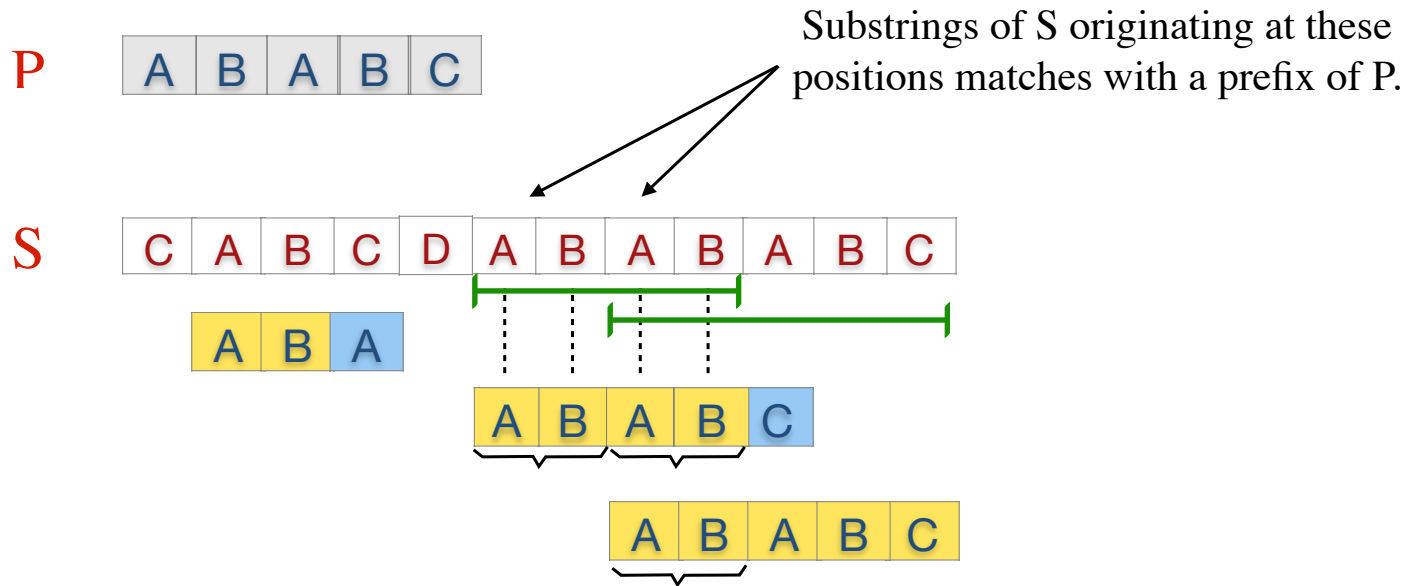 Substrings of S originating at these
positions matches with a prefix of P.
P A B A B C
S C A B C D A B A B A B C
A B A
A B A B C
A B A B C